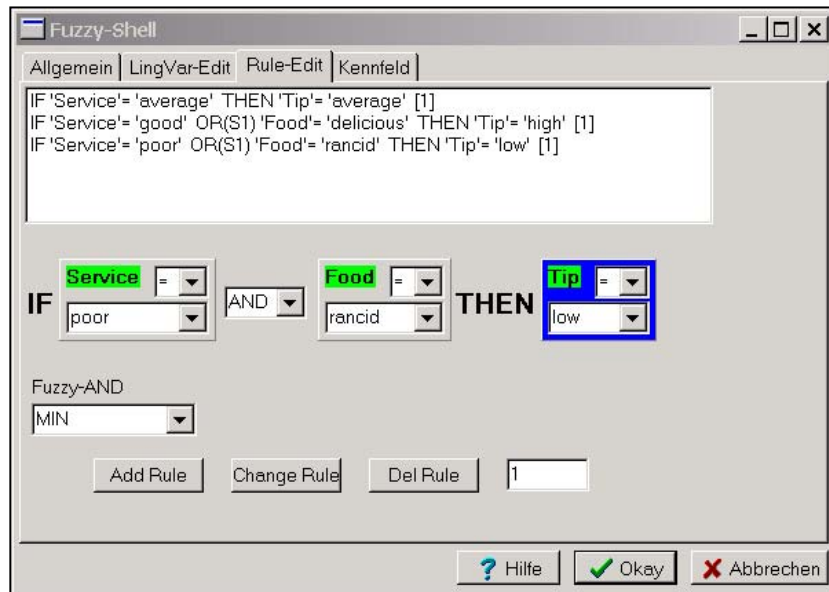 Fuzzy-Shell
Allgemein LingVar-Edit Rule-Edit Kennfeld
IF 'Service'= 'average' THEN 'Tip'= 'average' [1]
IF 'Service'= 'good' OR(S1) 'Food'= 'delicious' THEN 'Tip'= 'high' [1]
IF 'Service'= 'poor' OR(S1) 'Food'= 'rancid' THEN 'Tip'= 'low' [1]
Service = Food = Tip =
IF AND THEN
poor rancid low
Fuzzy-AND
MIN
Add Rule Change Rule Del Rule 1
? Hilfe Okay Abbrechen